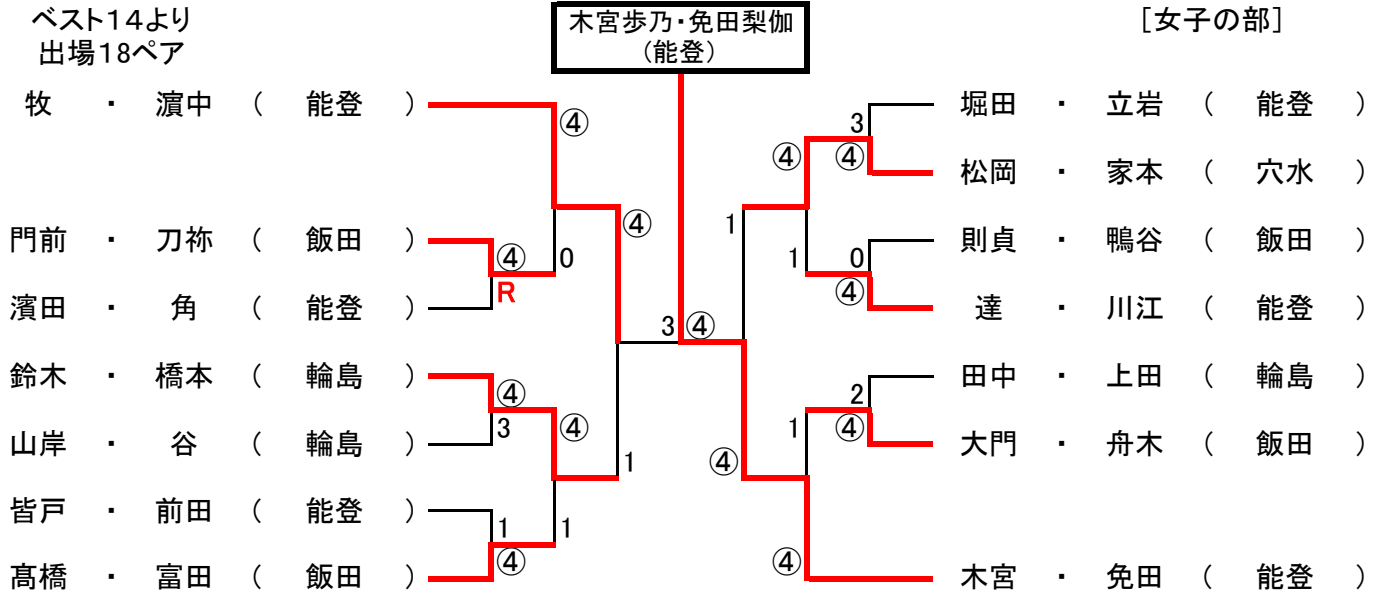 ベスト14より
出場18ペア
木宮歩乃・免田梨伽
(能登)
[女子の部]
牧 ・ 濵中 ( 能登 )
門前 ・ 刀祢 ( 飯田 )
濱田 ・ 角 ( 能登 )
鈴木 ・ 橋本 ( 輪島 )
山岸 ・ 谷 ( 輪島 )
皆戸 ・ 前田 ( 能登 )
髙橋 ・ 富田 ( 飯田 )
④
④
0
R
④
④
3
④
1
④
1
1
3
④
堀田 ・ 立岩 ( 能登 )
松岡 ・ 家本 ( 穴水 )
則貞 ・ 鴨谷 ( 飯田 )
達 ・ 川江 ( 能登 )
田中 ・ 上田 ( 輪島 )
大門 ・ 舟木 ( 飯田 )
木宮 ・ 免田 ( 能登 )
3
④
④
1
1
0
④
2
④
1
④
④